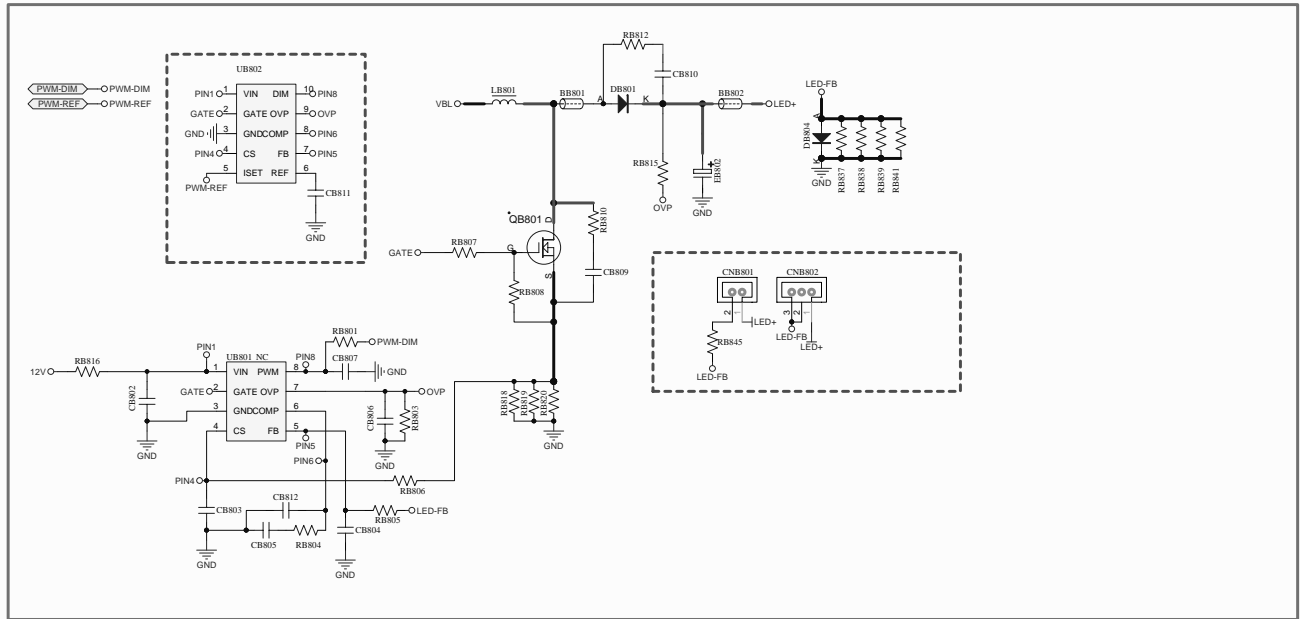 PWM-DIM PWM-DIM
PWM-REF PWM-REF
UB802
PIN1 1 VIN DIM 10 PIN8
GATE 2 GATE OVP 9 OVP
GND 3 GNDCOMP 8 PIN6
PIN4 4 CS FB 7 PIN5
5 ISET REF 6
PWM-REF
CB811
GND
RB812
CB810
VBL LB801 BB801 A DB801 K BB802 LED+
RB815
OVP
EB802
GND
LED-FB
A
DB804
K
GND
RB837
RB838
RB839
RB841
QB801
D
G
S
GATE RB807
RB808
RB810
CB809
CNB801 CNB802
2 1 LED+
3 2 1
LED-FB
LED+
RB845
LED-FB
12V RB816
CB802
GND
PIN1
UB801 NC
1 VIN PWM 8
GATE 2 GATE OVP 7
3 GNDCOMP 6
4 CS FB 5
PIN8
RB801 PWM-DIM
CB807 GND
OVP
CB806
RB803
GND
PIN5
PIN6
RB818
RB819
RB820
GND
PIN4
RB806
CB803
GND
CB812
CB805
RB804
RB805 LED-FB
CB804
GND